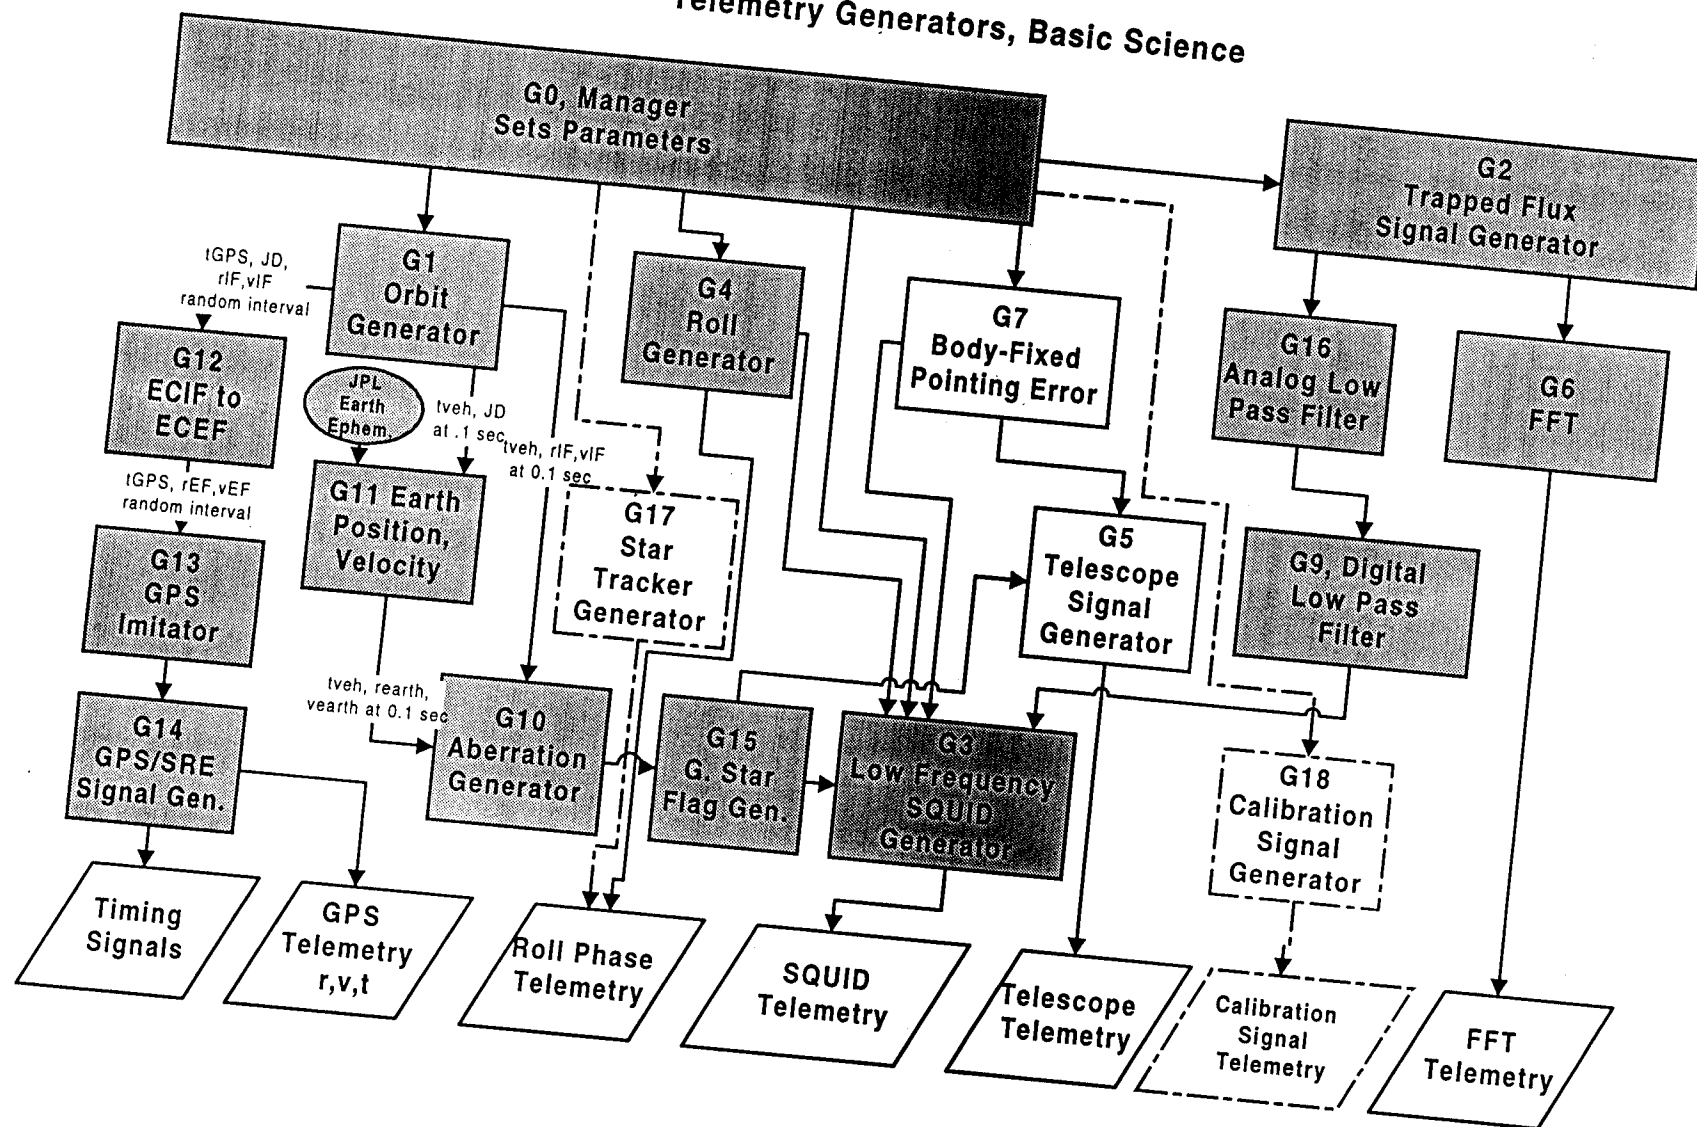 Telemetry Generators, Basic Science
G0, Manager
Sets Parameters
G2
Trapped Flux
Signal Generator
tGPS, JD,
rIF,vIF
random interval
G1
Orbit
Generator
G4
Roll
Generator
G7
Body-Fixed
Pointing Error
G16
Analog Low
Pass Filter
G6
FFT
G12
ECIF to
ECEF
JPL
Earth
Ephem.
tveh, JD
at .1 sec
tveh, rIF,vIF
at 0.1 sec
tGPS, rEF,vEF
random interval
G11 Earth
Position,
Velocity
G17
Star
Tracker
Generator
G5
Telescope
Signal
Generator
G9, Digital
Low Pass
Filter
G13
GPS
Imitator
tveh, rearth,
vearth at 0.1 sec
G14
GPS/SRE
Signal Gen.
G10
Aberration
Generator
G15
G. Star
Flag Gen.
G3
Low Frequency
SQUID
Generator
G18
Calibration
Signal
Generator
Timing
Signals
GPS
Telemetry
r,v,t
Roll Phase
Telemetry
SQUID
Telemetry
Telescope
Telemetry
Calibration
Signal
Telemetry
FFT
Telemetry